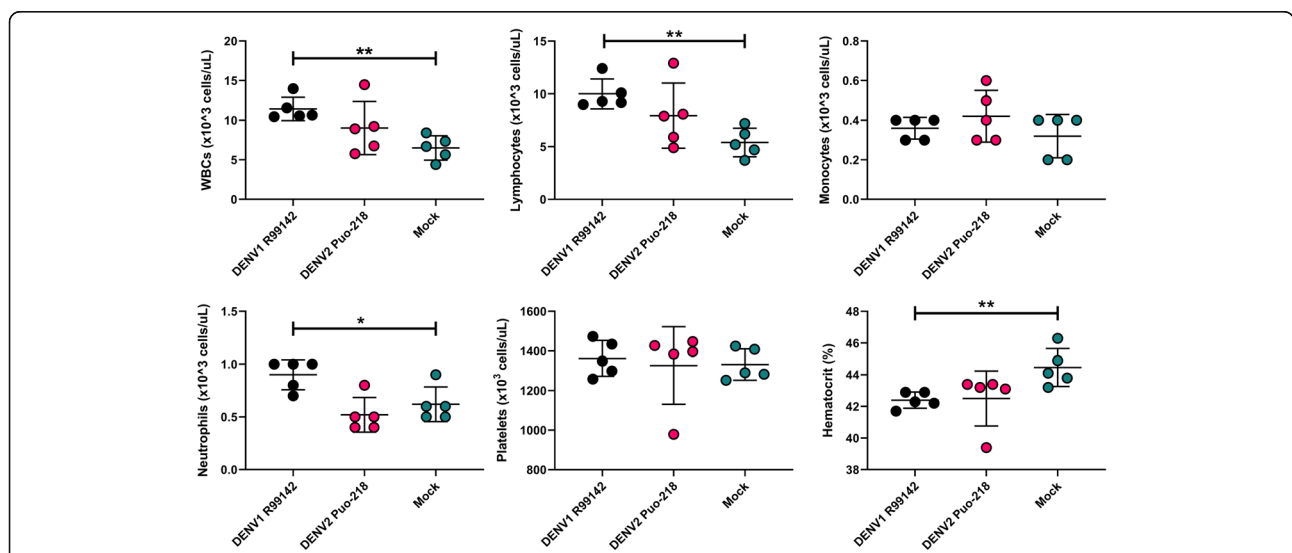 WBCs (x10^3 cells/uL)
20
15
10
5
0
**
DENV1 R99142
DENV2 Puo-218
Mock
Lymphocytes (x10^3 cells/uL)
15
10
5
0
**
DENV1 R99142
DENV2 Puo-218
Mock
Monocytes (x10^3 cells/uL)
0.8
0.6
0.4
0.2
0.0
DENV1 R99142
DENV2 Puo-218
Mock
Neutrophils (x10^3 cells/uL)
1.5
1.0
0.5
0.0
*
DENV1 R99142
DENV2 Puo-218
Mock
Platelets (x10³ cells/uL)
1600
1400
1200
1000
800
DENV1 R99142
DENV2 Puo-218
Mock
Hematocrit (%)
48
46
44
42
40
38
**
DENV1 R99142
DENV2 Puo-218
Mock